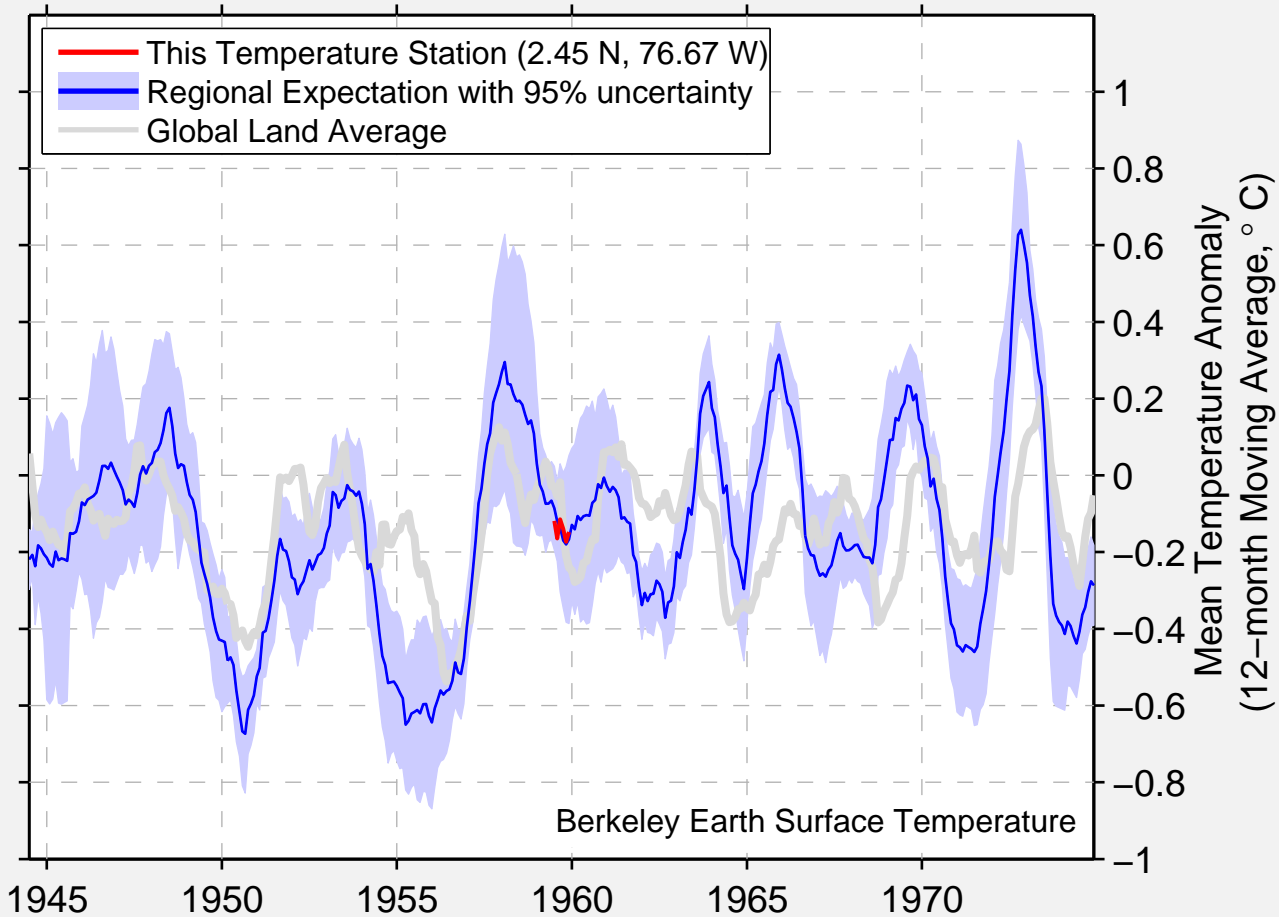 This Temperature Station (2.45 N, 76.67 W)
Regional Expectation with 95% uncertainty
Global Land Average
1
0.8
0.6
0.4
0.2
0
−0.2
−0.4
−0.6
−0.8
−1
Mean Temperature Anomaly
(12−month Moving Average, ° C)
Berkeley Earth Surface Temperature
1945 1950 1955 1960 1965 1970